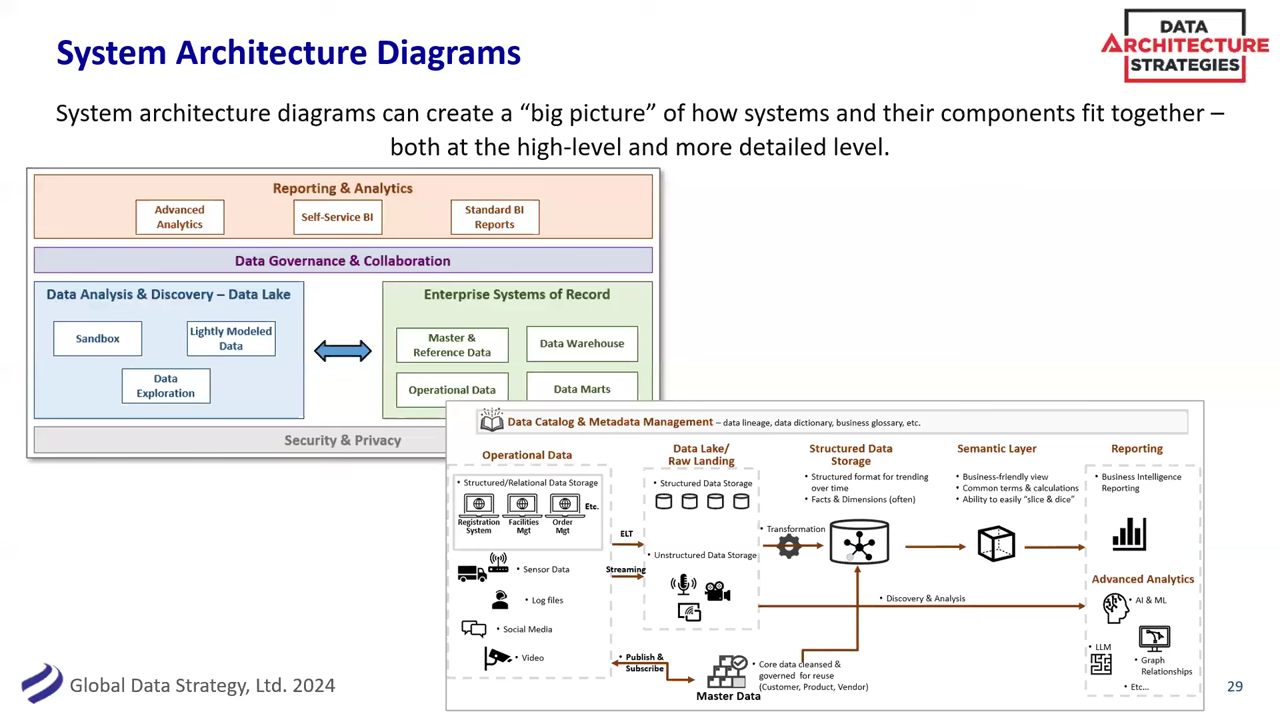 System Architecture Diagrams
DATA
ARCHITECTURE
STRATEGIES
System architecture diagrams can create a “big picture” of how systems and their components fit together –
both at the high-level and more detailed level.
Reporting & Analytics
Advanced
Analytics
Self-Service BI
Standard BI
Reports
Data Governance & Collaboration
Data Analysis & Discovery – Data Lake
Sandbox
Lightly Modeled
Data
Data
Exploration
Enterprise Systems of Record
Master &
Reference Data
Data Warehouse
Operational Data
Data Marts
Security & Privacy
Data Catalog & Metadata Management – data lineage, data dictionary, business glossary, etc.
Operational Data
• Structured/Relational Data Storage
Etc.
Registration
System
Facilities
Mgt
Order
Mgt
• Sensor Data
• Log files
• Social Media
• Video
ELT
Streaming
• Publish &
Subscribe
Data Lake/
Raw Landing
• Structured Data Storage
• Unstructured Data Storage
• Transformation
Structured Data
Storage
• Structured format for trending
over time
• Facts & Dimensions (often)
Semantic Layer
• Business-friendly view
• Common terms & calculations
• Ability to easily “slice & dice”
• Discovery & Analysis
Master Data
• Core data cleansed &
governed for reuse
(Customer, Product, Vendor)
Reporting
• Business Intelligence
Reporting
Advanced Analytics
• AI & ML
• LLM
• Graph
Relationships
• Etc...
Global Data Strategy, Ltd. 2024
29